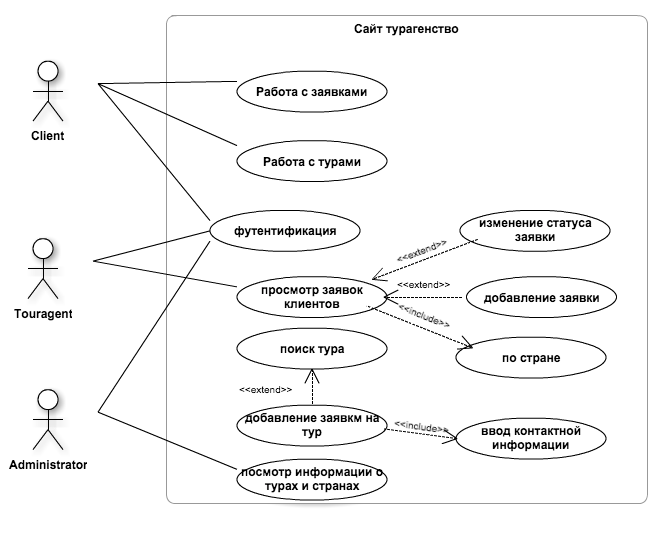 Сайт турагенство
Client
Работа с заявками
Работа с турами
футентификация
изменение статуса
заявки
<<extend>>
Touragent
просмотр заявок
клиентов
<<extend>>
добавление заявки
<<include>>
поиск тура
по стране
<<extend>>
добавление заявкм на
тур
<<include>>
ввод контактной
информации
Administrator
посмотр информации о
турах и странах